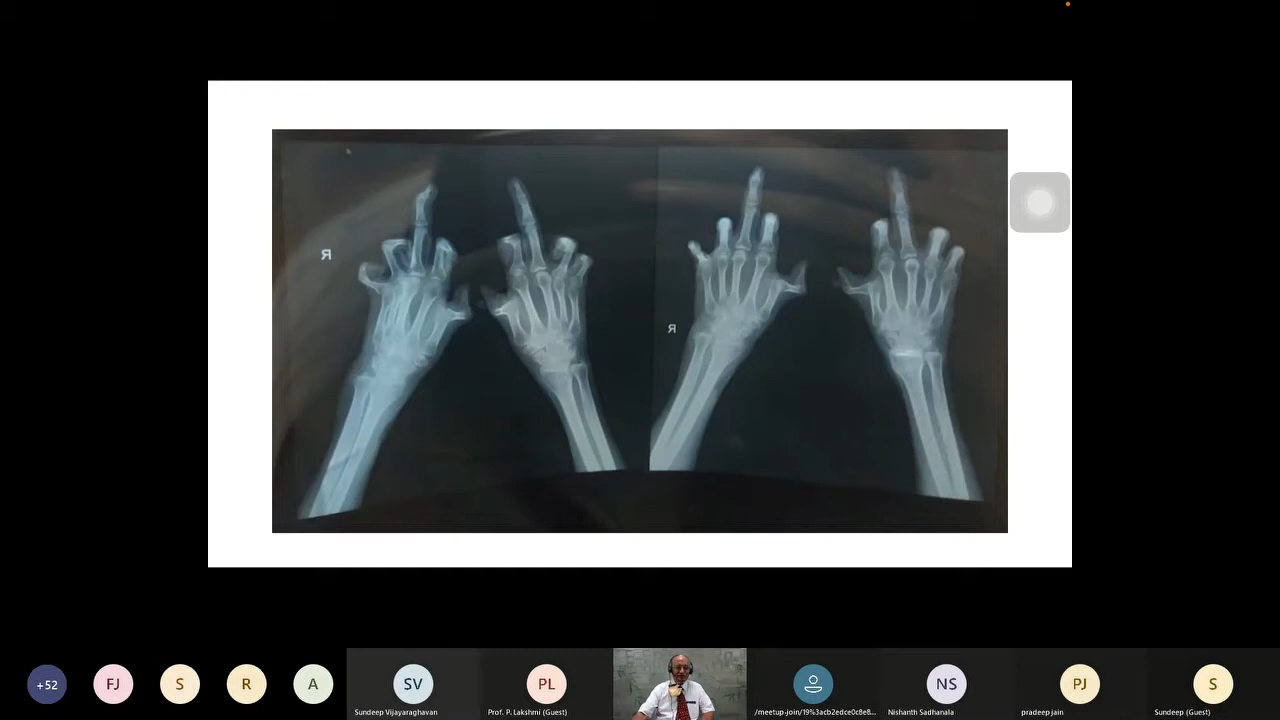 R
R
+52
FJ
S
R
A
SV
PL
NS
PJ
S
Sundeep Vijayaraghavan
Prof. P. Lakshmi (Guest)
/meetup-join/19%3acb2edce0c8e8...
Nishanth Sadhanala
pradeep jain
Sundeep (Guest)